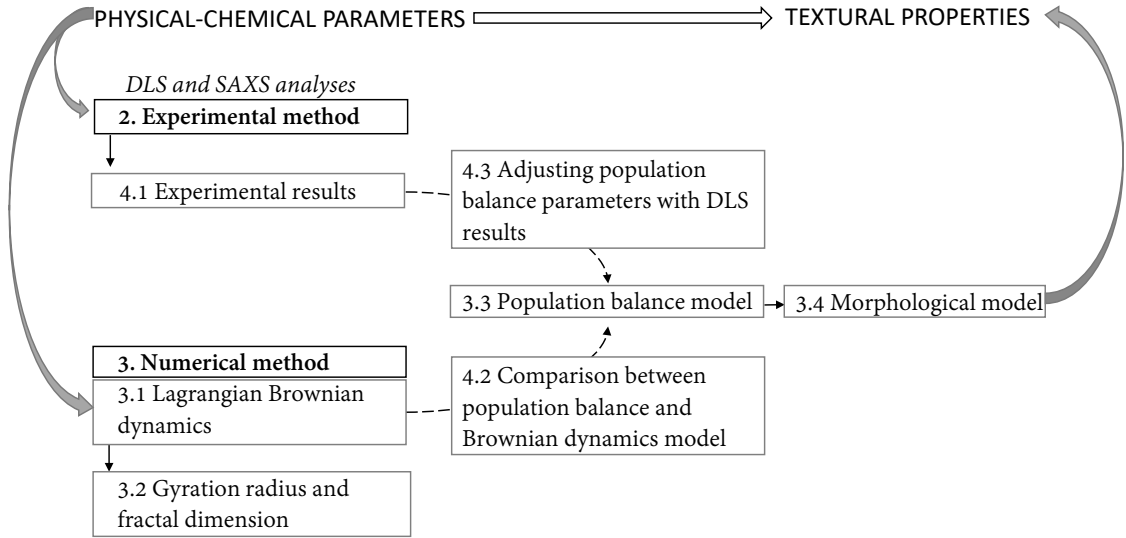 PHYSICAL-CHEMICAL PARAMETERS
TEXTURAL PROPERTIES
DLS and SAXS analyses
2. Experimental method
4.1 Experimental results
4.3 Adjusting population
balance parameters with DLS
results
3.3 Population balance model
3.4 Morphological model
3. Numerical method
3.1 Lagrangian Brownian
dynamics
4.2 Comparison between
population balance and
Brownian dynamics model
3.2 Gyration radius and
fractal dimension